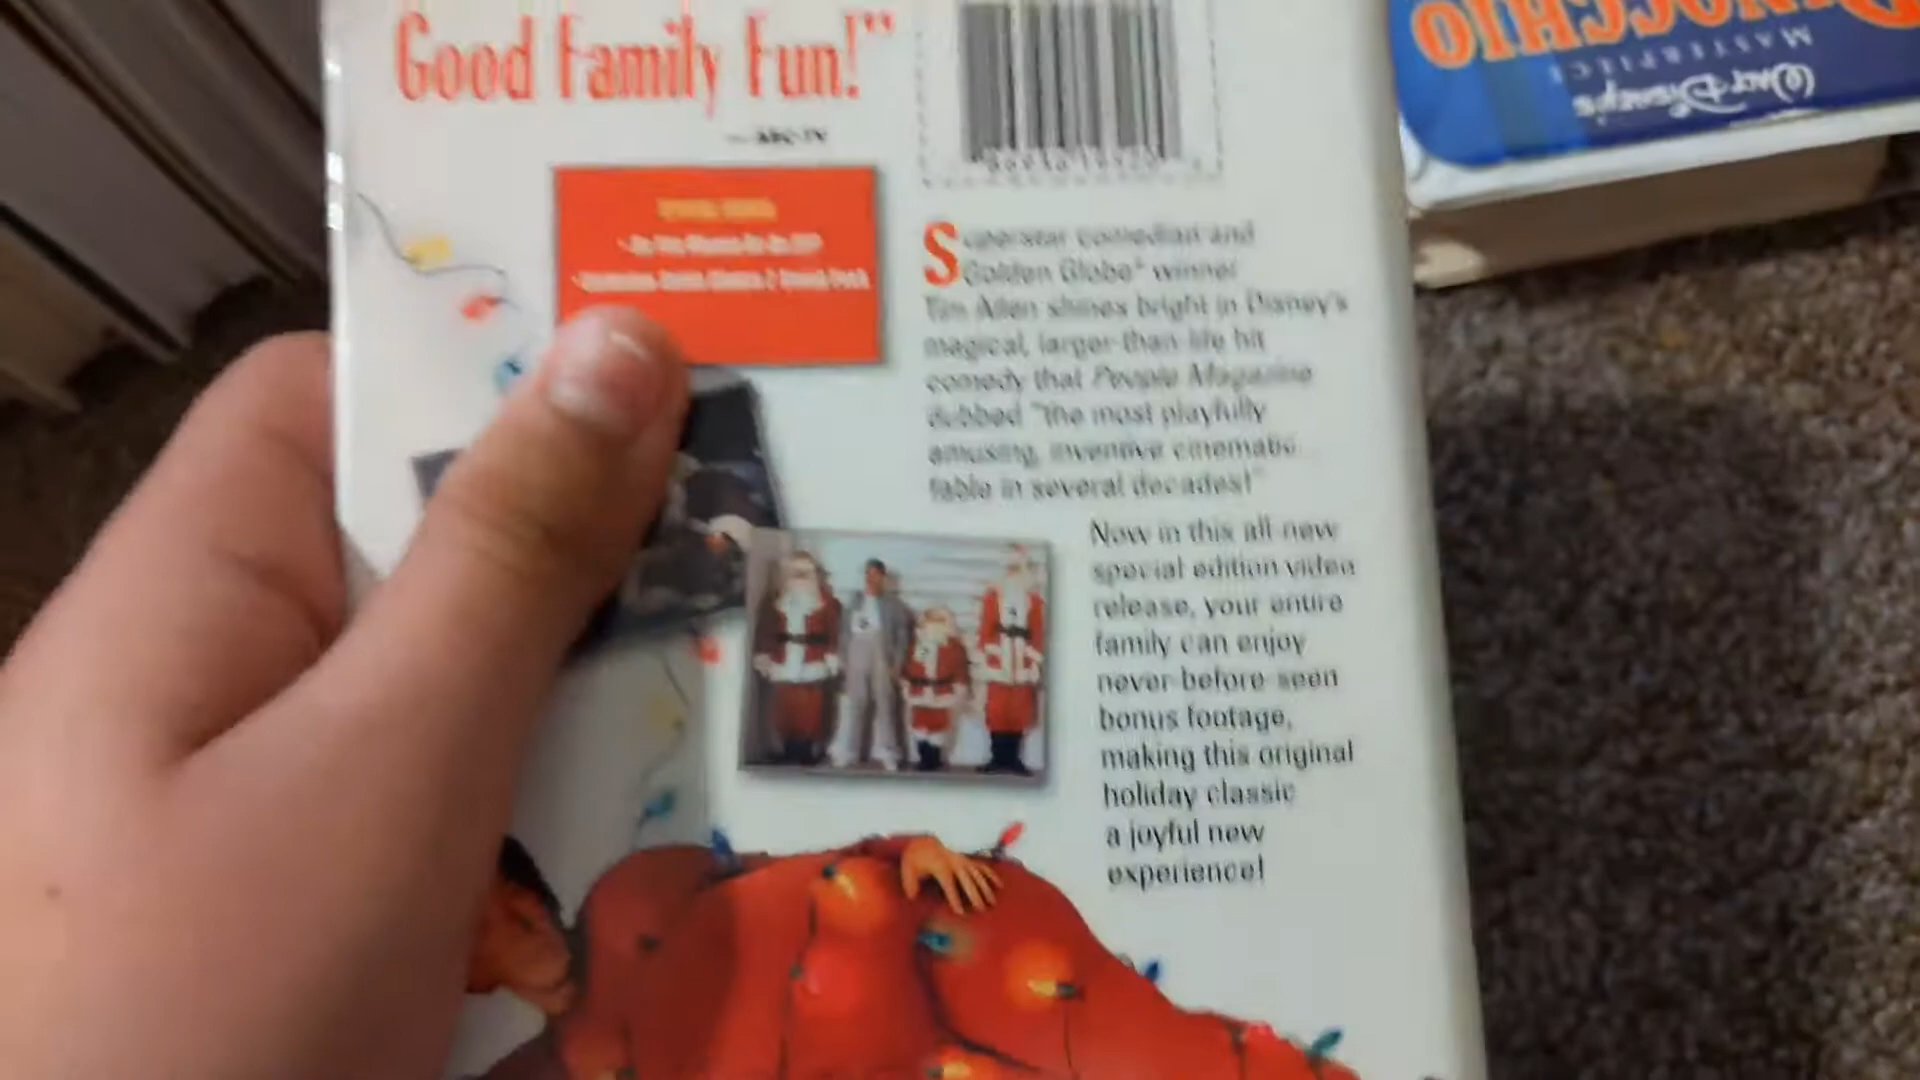 Good Family Fun!"
— ABC-TV
Superstar comedian and
Golden Globe® winner
Tim Allen shines bright in Disney's
magical, larger-than-life hit
comedy that People Magazine
dubbed "the most playfully
amusing, inventive cinematic...
fable in several decades!"
Now in this all-new
special edition video
release, your entire
family can enjoy
never-before-seen
bonus footage,
making this original
holiday classic
a joyful new
experience!
WALT DISNEY'S
MASTERPIECE
PINOCCHIO